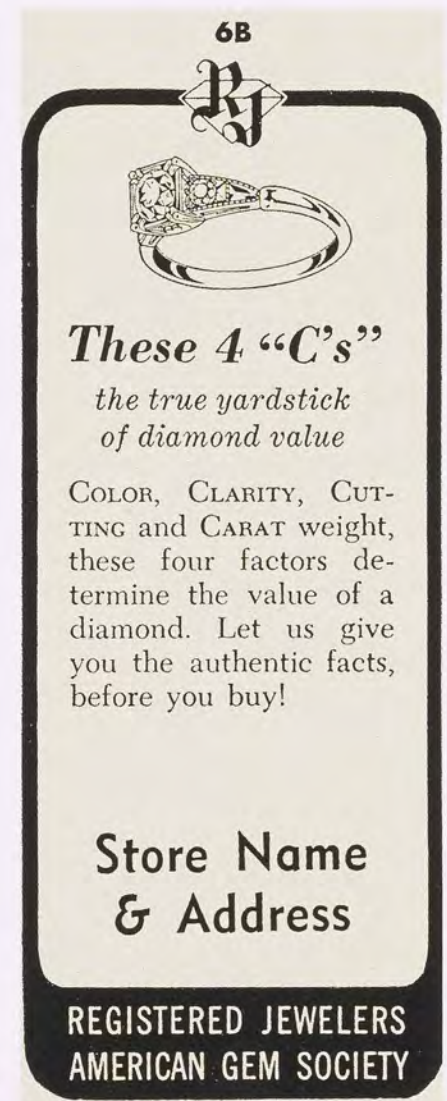 6B
RJ
These 4 “C’s”
the true yardstick
of diamond value
COLOR, CLARITY, CUT-
TING and CARAT weight,
these four factors de-
termine the value of a
diamond. Let us give
you the authentic facts,
before you buy!
Store Name
& Address
REGISTERED JEWELERS
AMERICAN GEM SOCIETY